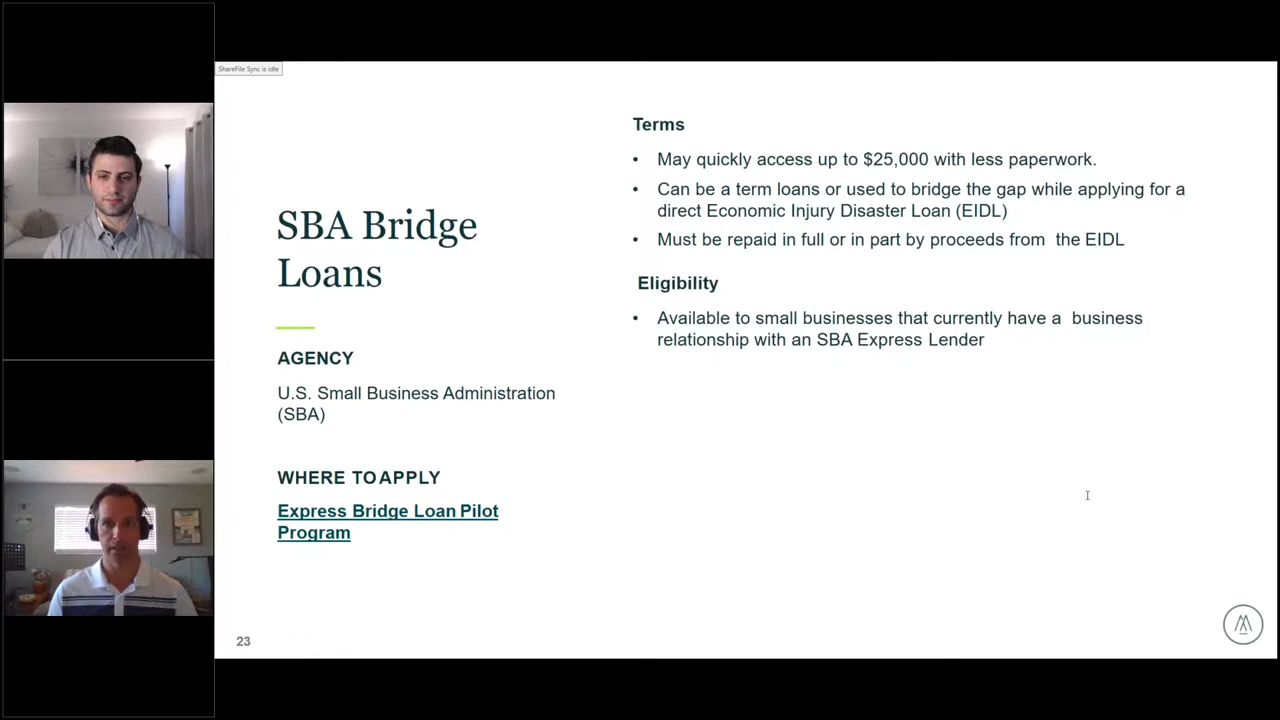 ShareFile Sync is idle
SBA Bridge
Loans
AGENCY
U.S. Small Business Administration
(SBA)
WHERE TO APPLY
Express Bridge Loan Pilot
Program
Terms
• May quickly access up to $25,000 with less paperwork.
• Can be a term loans or used to bridge the gap while applying for a
direct Economic Injury Disaster Loan (EIDL)
• Must be repaid in full or in part by proceeds from the EIDL
Eligibility
• Available to small businesses that currently have a business
relationship with an SBA Express Lender
23